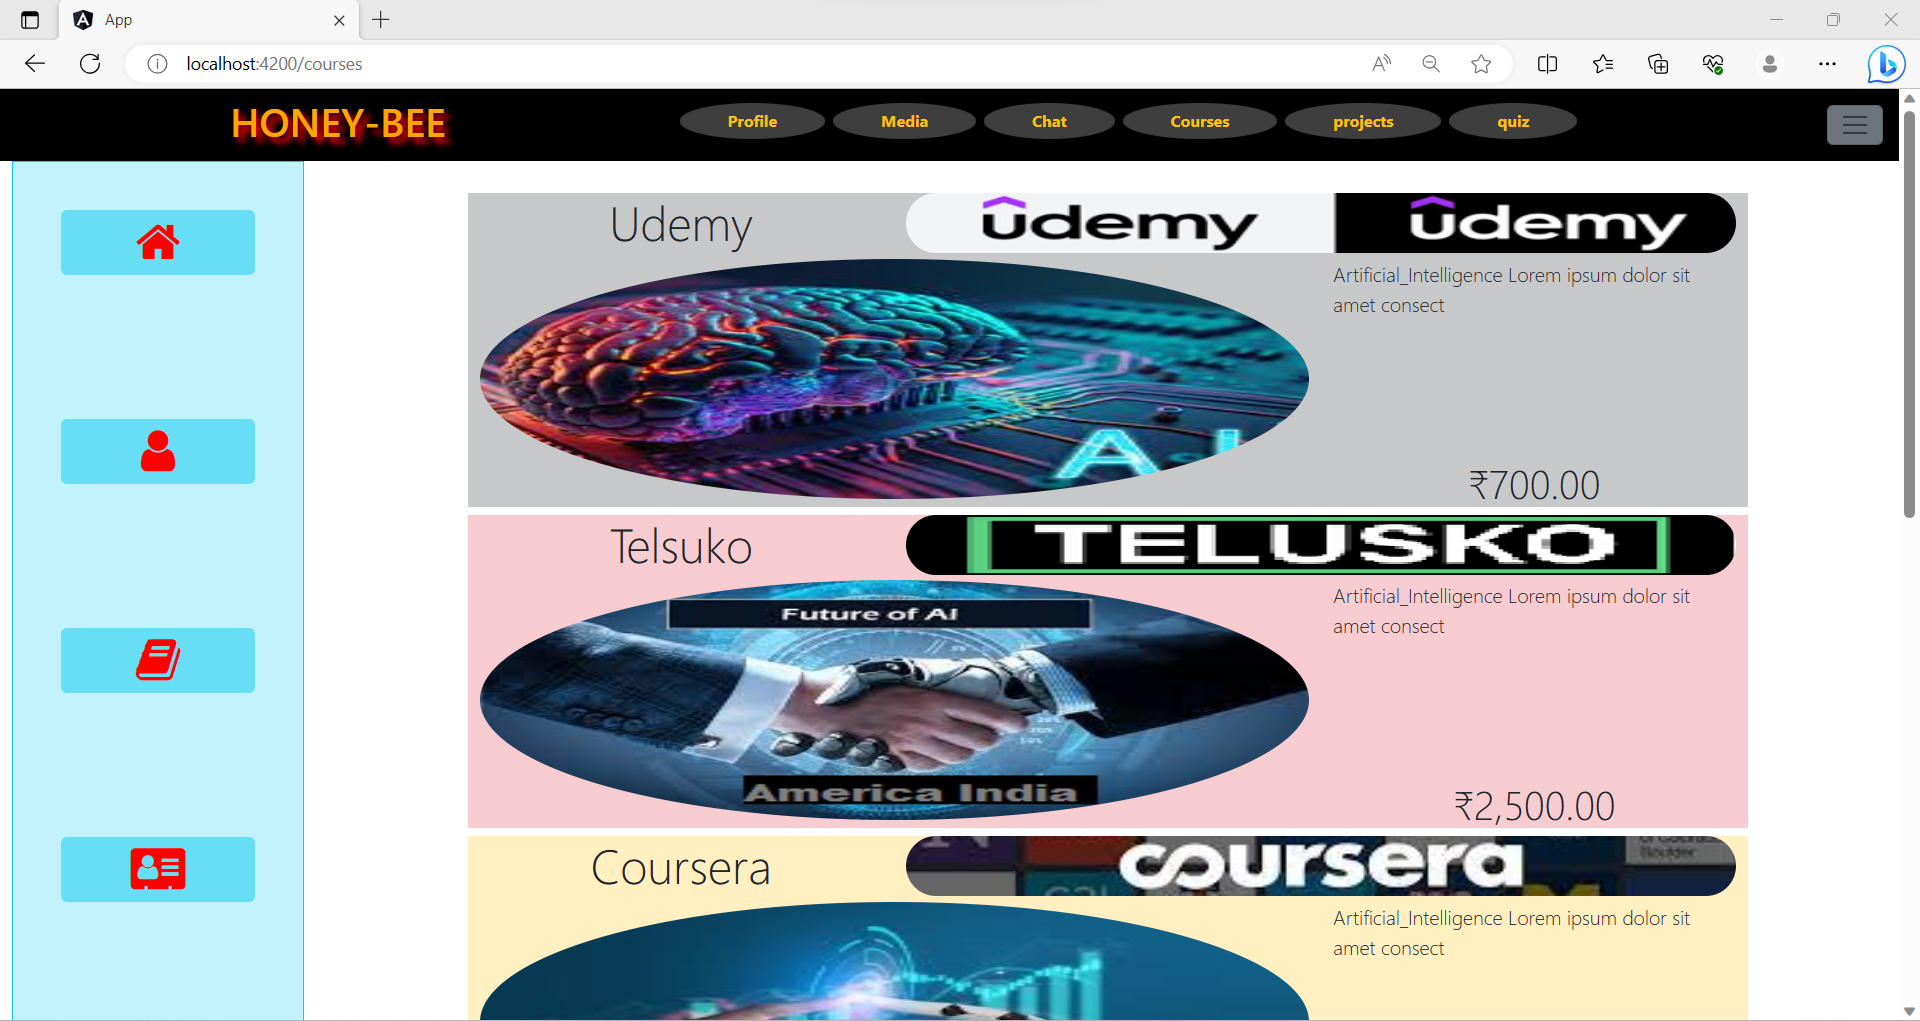 App
localhost:4200/courses
HONEY-BEE
Profile
Media
Chat
Courses
projects
quiz
Udemy
udemy
udemy
Artificial_Intelligence Lorem ipsum dolor sit
amet consect
A.I
₹700.00
Telsuko
TELUSKO
Future of AI
Artificial_Intelligence Lorem ipsum dolor sit
amet consect
America India
₹2,500.00
Coursera
coursera
Artificial_Intelligence Lorem ipsum dolor sit
amet consect